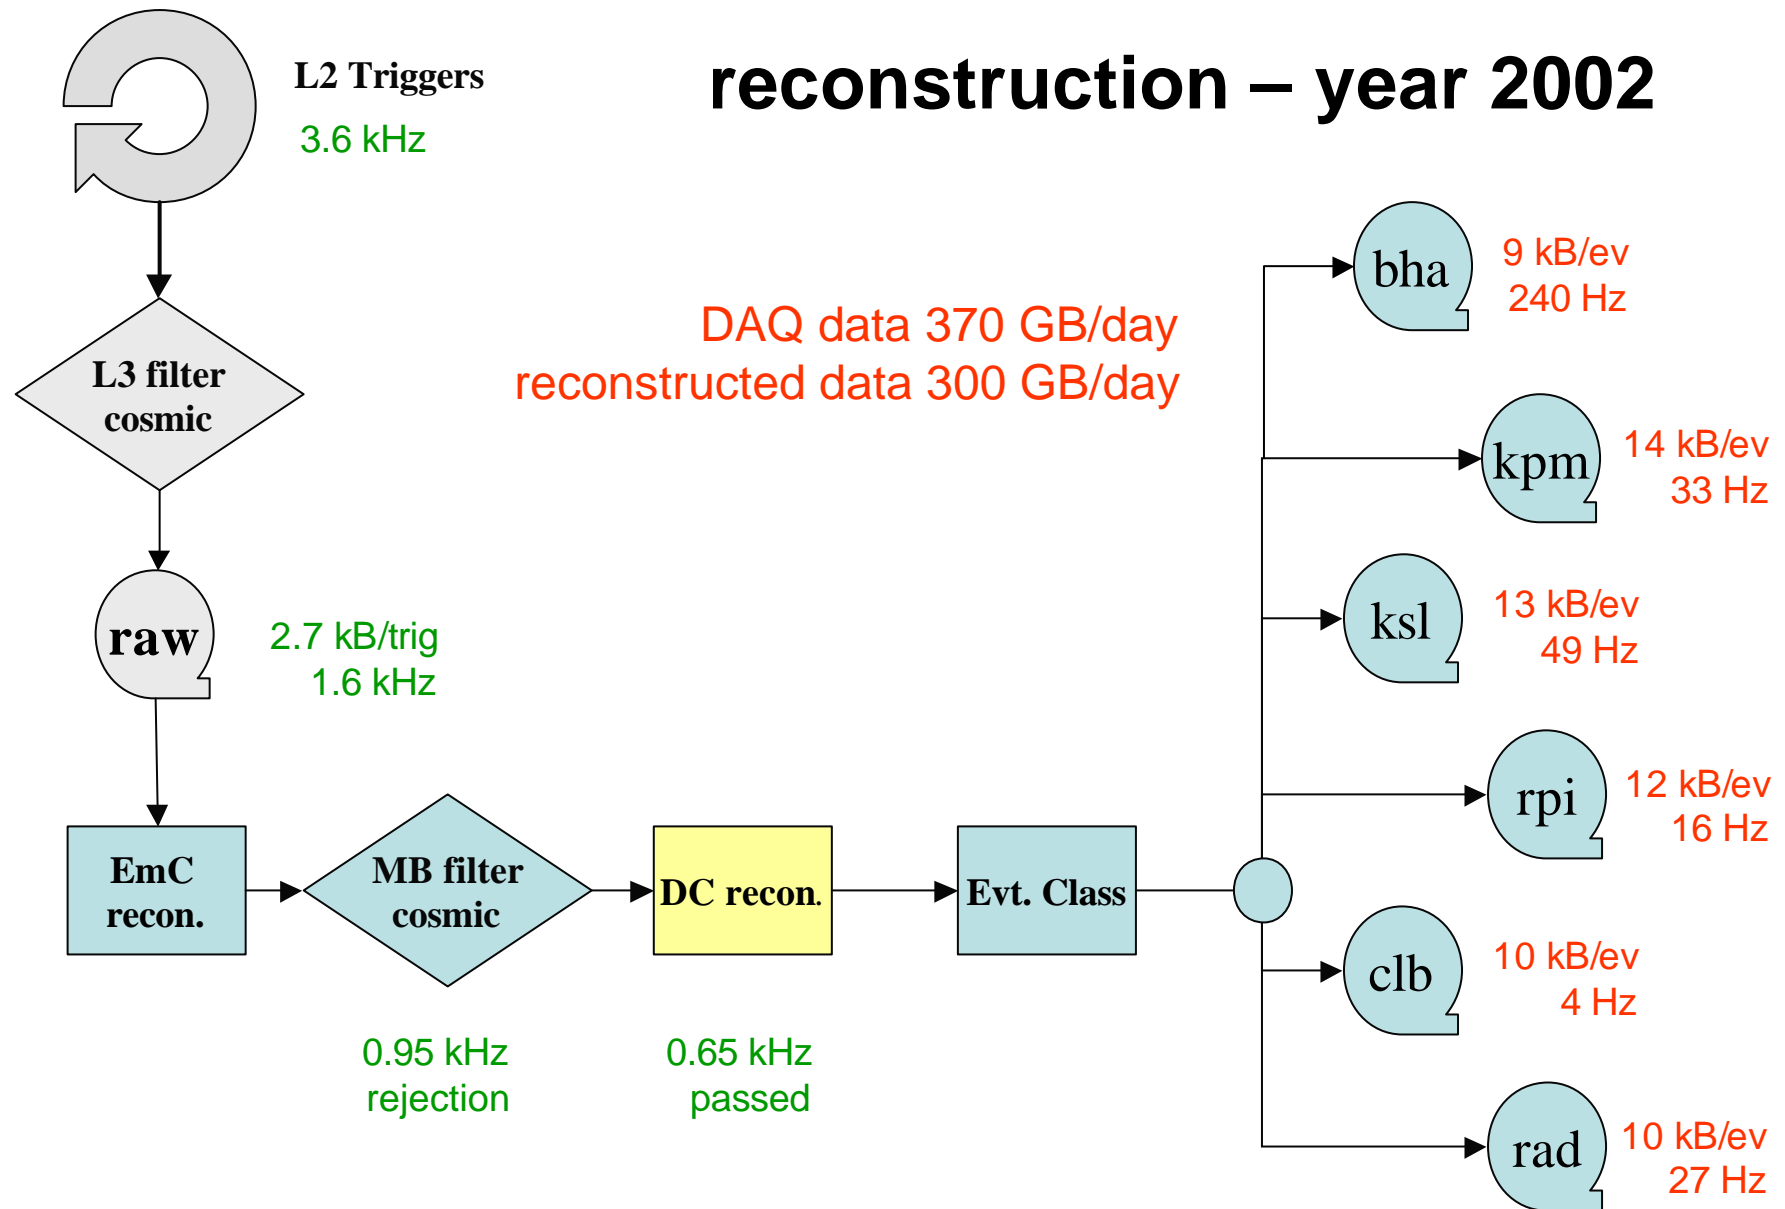 reconstruction – year 2002
L2 Triggers
3.6 kHz
L3 filter
cosmic
raw
2.7 kB/trig
1.6 kHz
DAQ data 370 GB/day
reconstructed data 300 GB/day
EmC
recon.
MB filter
cosmic
0.95 kHz
rejection
DC recon.
0.65 kHz
passed
Evt. Class
bha
9 kB/ev
240 Hz
kpm
14 kB/ev
33 Hz
ksl
13 kB/ev
49 Hz
rpi
12 kB/ev
16 Hz
clb
10 kB/ev
4 Hz
rad
10 kB/ev
27 Hz